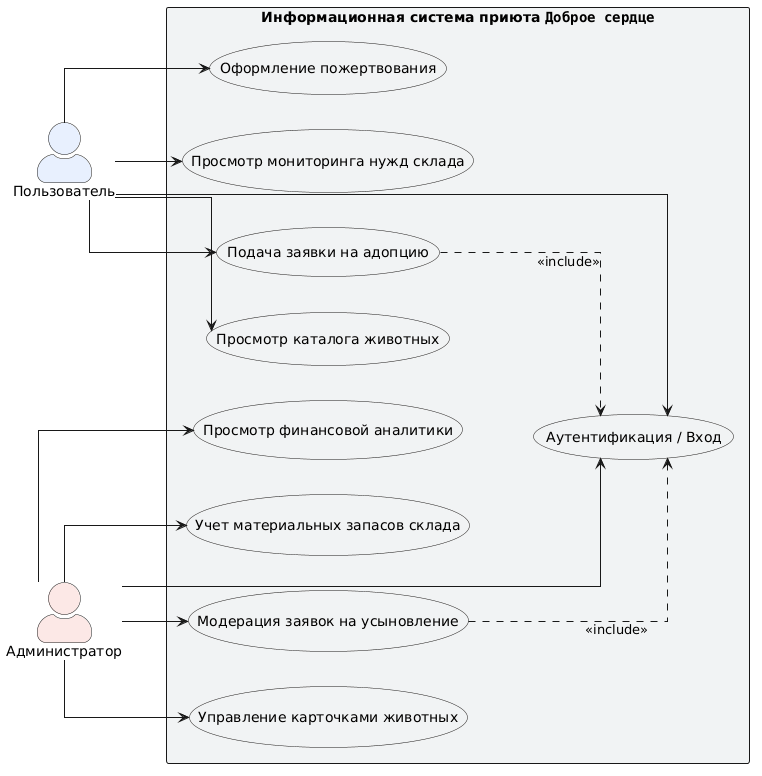 Информационная система приюта Доброе сердце
Оформление пожертвования
Просмотр мониторинга нужд склада
Пользователь
Подача заявки на адопцию
«include»
Просмотр каталога животных
Просмотр финансовой аналитики
Аутентификация / Вход
Учет материальных запасов склада
Модерация заявок на усыновление
«include»
Администратор
Управление карточками животных